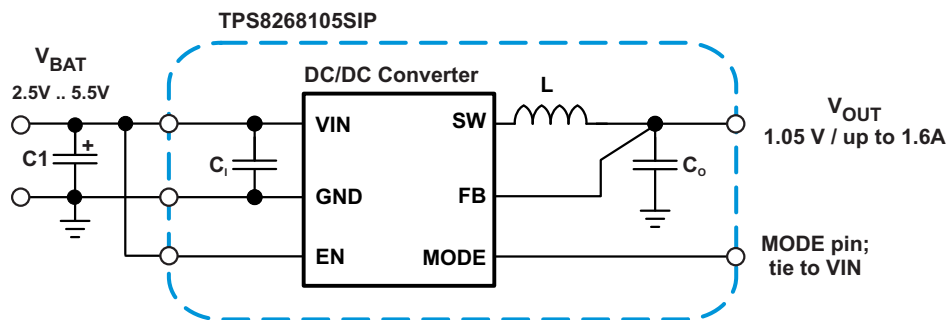 TPS8268105SIP
V_BAT
2.5V .. 5.5V
DC/DC Converter
L
VIN
SW
V_OUT
1.05 V / up to 1.6A
C1
+
C_I
C_O
GND
FB
EN
MODE
MODE pin;
tie to VIN